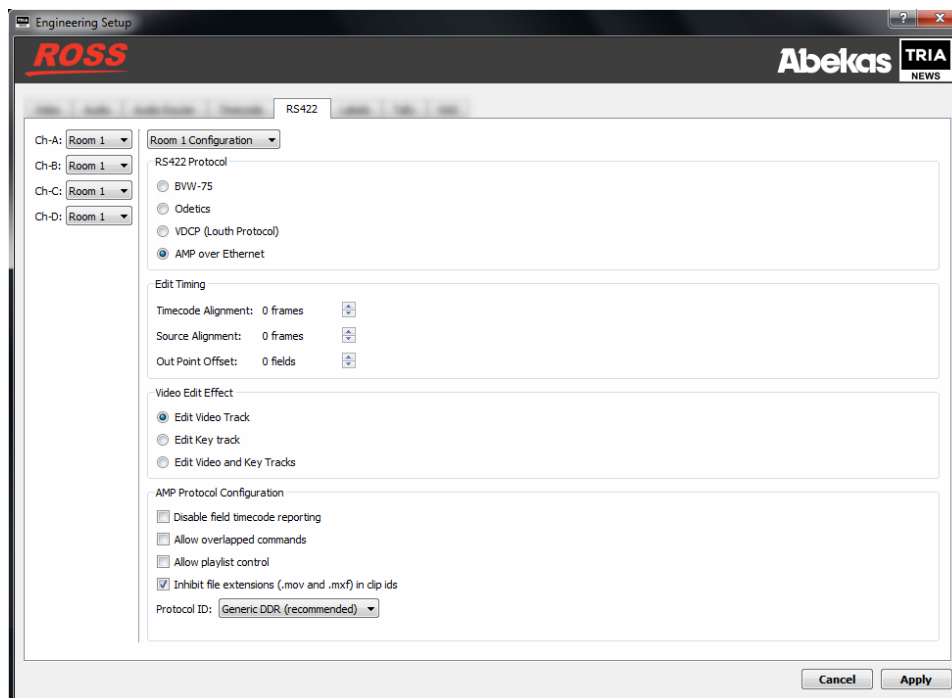 Engineering Setup
ROSS
Abekas TRIA
NEWS
RS422
Ch-A: Room 1
Ch-B: Room 1
Ch-C: Room 1
Ch-D: Room 1
Room 1 Configuration
RS422 Protocol
BVW-75
Odetics
VDCP (Louth Protocol)
AMP over Ethernet
Edit Timing
Timecode Alignment: 0 frames
Source Alignment: 0 frames
Out Point Offset: 0 fields
Video Edit Effect
Edit Video Track
Edit Key track
Edit Video and Key Tracks
AMP Protocol Configuration
Disable field timecode reporting
Allow overlapped commands
Allow playlist control
Inhibit file extensions (.mov and .mxf) in clip ids
Protocol ID: Generic DDR (recommended)
Cancel Apply